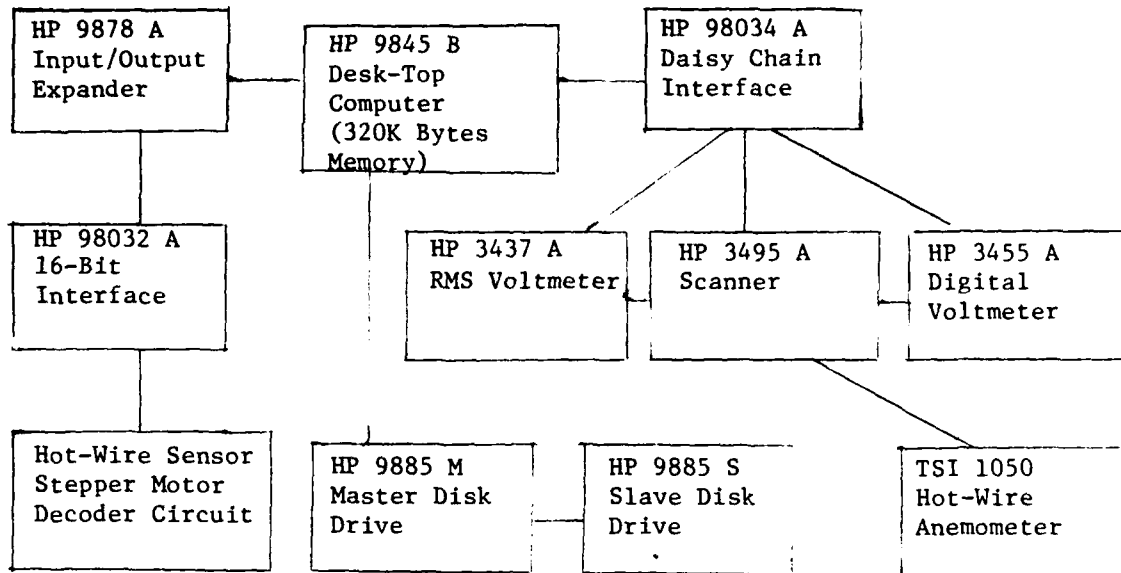 HP 9878 A
Input/Output
Expander
HP 9845 B
Desk-Top
Computer
(320K Bytes
Memory)
HP 98034 A
Daisy Chain
Interface
HP 98032 A
16-Bit
Interface
HP 3437 A
RMS Voltmeter
HP 3495 A
Scanner
HP 3455 A
Digital
Voltmeter
Hot-Wire Sensor
Stepper Motor
Decoder Circuit
HP 9885 M
Master Disk
Drive
HP 9885 S
Slave Disk
Drive
TSI 1050
Hot-Wire
Anemometer